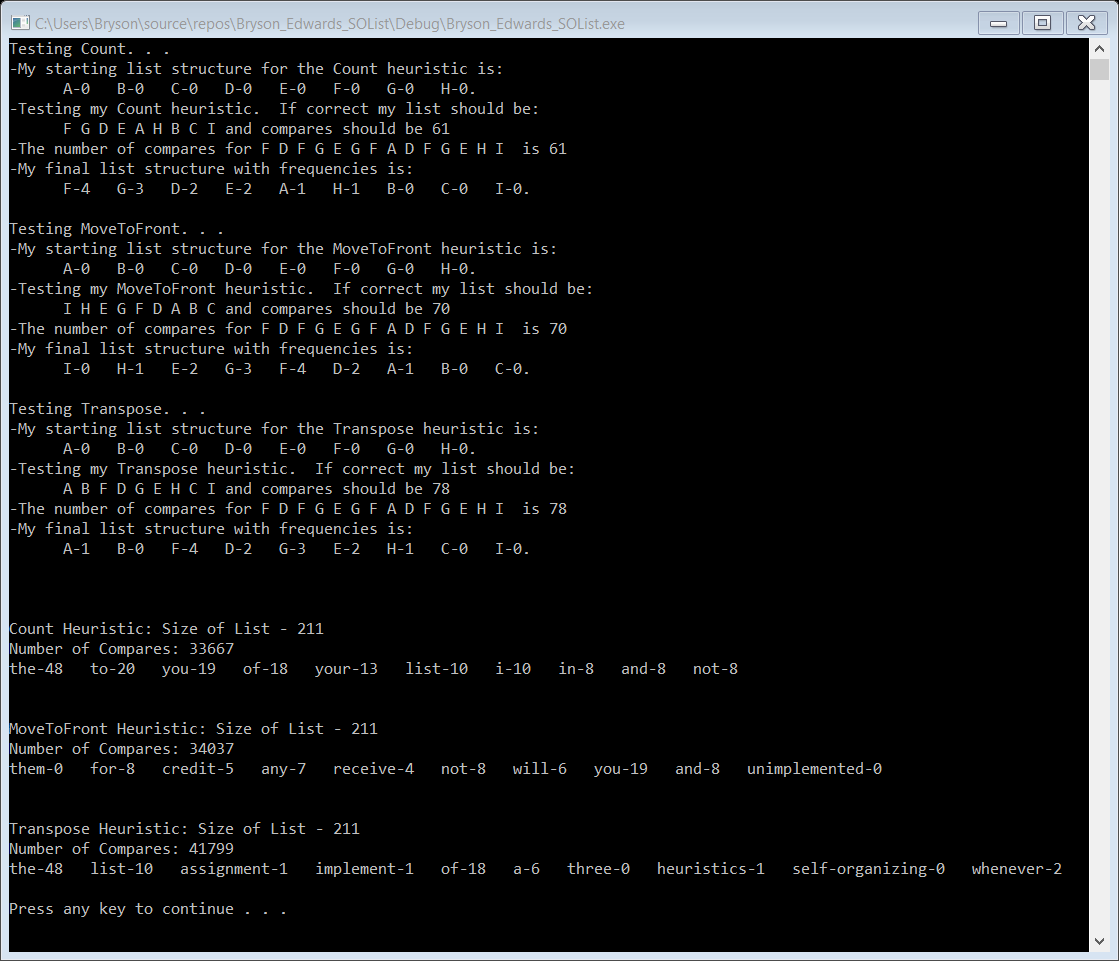 C:\Users\Bryson\source\repos\Bryson_Edwards_SOList\Debug\Bryson_Edwards_SOList.exe
Testing Count. . .
-My starting list structure for the Count heuristic is:
A-0 B-0 C-0 D-0 E-0 F-0 G-0 H-0.
-Testing my Count heuristic. If correct my list should be:
F G D E A H B C I and compares should be 61
-The number of compares for F D F G E G F A D F G E H I is 61
-My final list structure with frequencies is:
F-4 G-3 D-2 E-2 A-1 H-1 B-0 C-0 I-0.
Testing MoveToFront. . .
-My starting list structure for the MoveToFront heuristic is:
A-0 B-0 C-0 D-0 E-0 F-0 G-0 H-0.
-Testing my MoveToFront heuristic. If correct my list should be:
I H E G F D A B C and compares should be 70
-The number of compares for F D F G E G F A D F G E H I is 70
-My final list structure with frequencies is:
I-0 H-1 E-2 G-3 F-4 D-2 A-1 B-0 C-0.
Testing Transpose. . .
-My starting list structure for the Transpose heuristic is:
A-0 B-0 C-0 D-0 E-0 F-0 G-0 H-0.
-Testing my Transpose heuristic. If correct my list should be:
A B F D G E H C I and compares should be 78
-The number of compares for F D F G E G F A D F G E H I is 78
-My final list structure with frequencies is:
A-1 B-0 F-4 D-2 G-3 E-2 H-1 C-0 I-0.
Count Heuristic: Size of List - 211
Number of Compares: 33667
the-48 to-20 you-19 of-18 your-13 list-10 i-10 in-8 and-8 not-8
MoveToFront Heuristic: Size of List - 211
Number of Compares: 34037
them-0 for-8 credit-5 any-7 receive-4 not-8 will-6 you-19 and-8 unimplemented-0
Transpose Heuristic: Size of List - 211
Number of Compares: 41799
the-48 list-10 assignment-1 implement-1 of-18 a-6 three-0 heuristics-1 self-organizing-0 whenever-2
Press any key to continue . . .